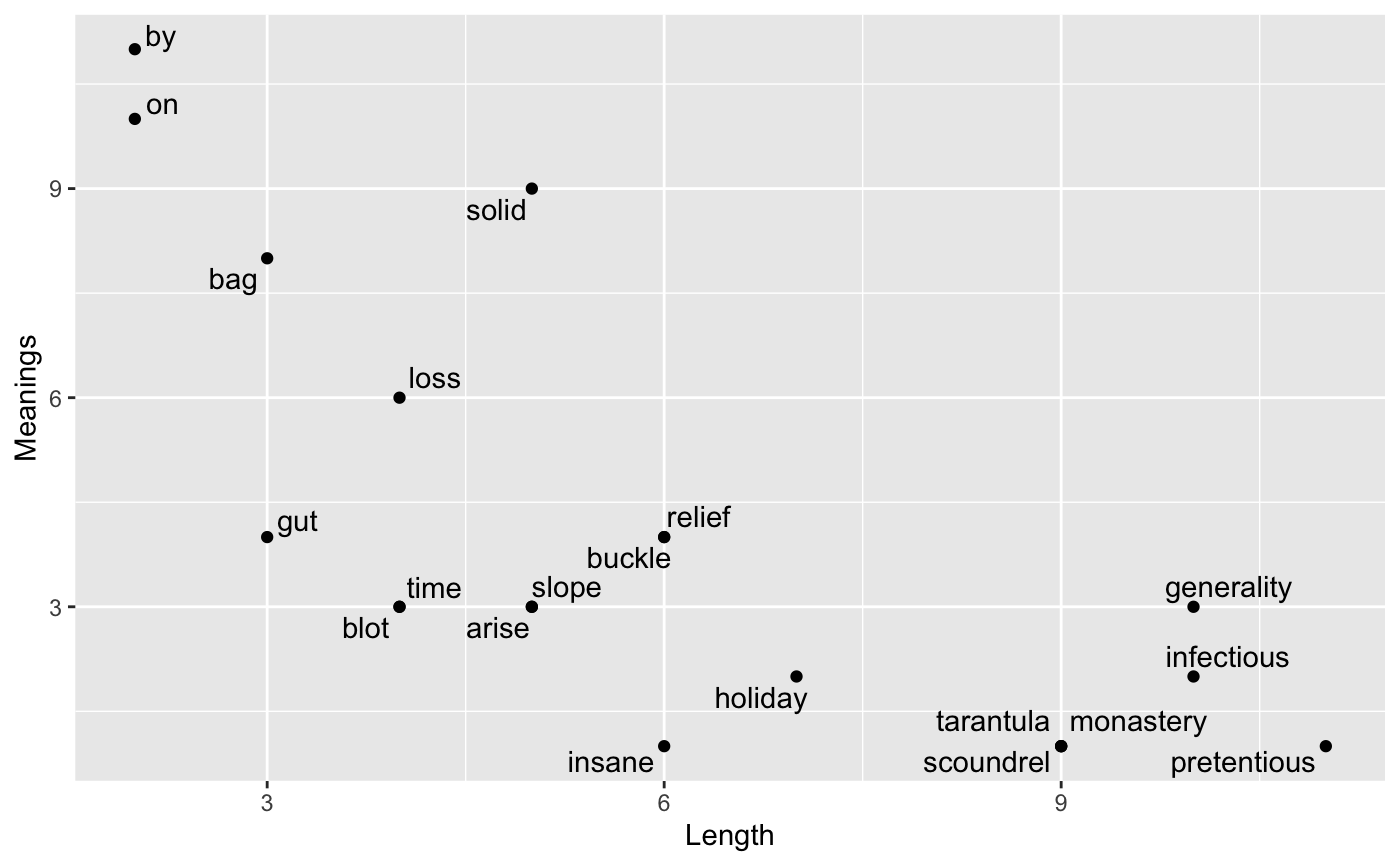 by
on
9
solid
bag
loss
6
Meanings
relief
gut
buckle
time
slope
generality
3
blot
arise
infectious
holiday
tarantula monastery
insane
scoundrel
pretentious
3
6
9
Length